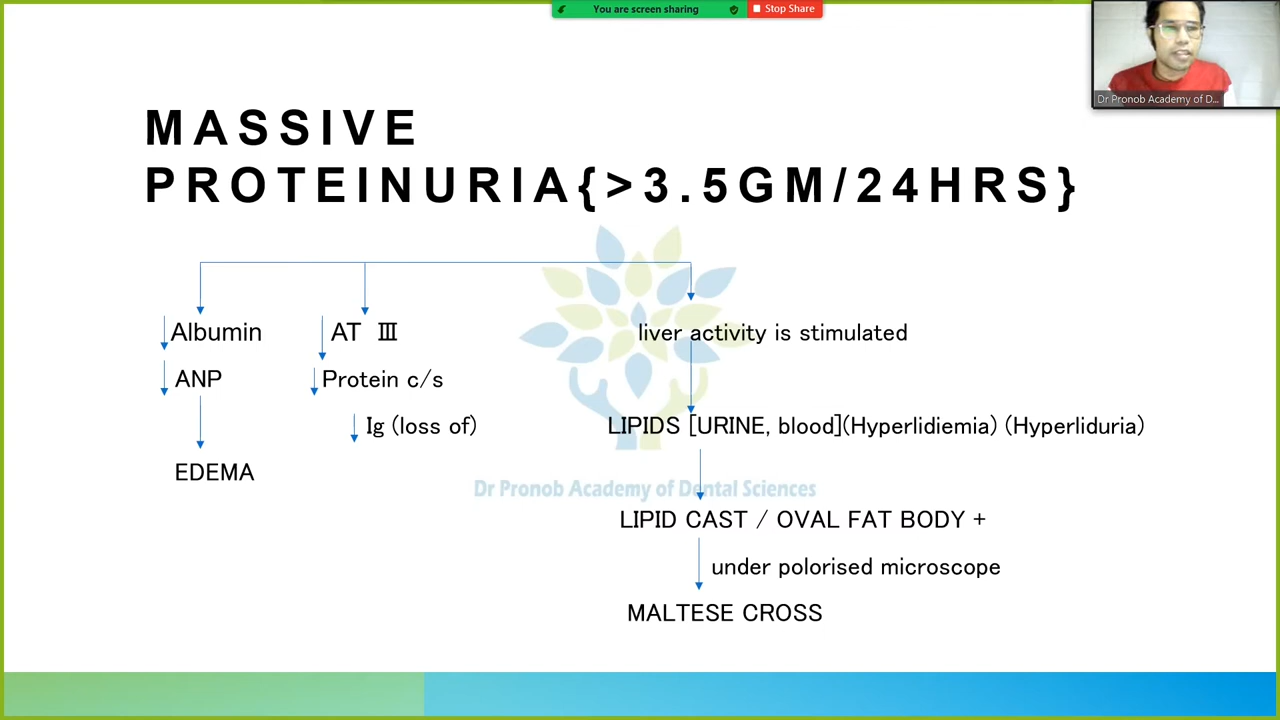 You are screen sharing
Stop Share
Dr Pronob Academy of D...
MASSIVE
PROTEINURIA{>3.5GM/24HRS}
Albumin
AT Ⅲ
liver activity is stimulated
ANP
Protein c/s
Ig (loss of)
LIPIDS [URINE, blood](Hyperlidiemia) (Hyperliduria)
EDEMA
Dr Pronob Academy of Dental Sciences
LIPID CAST / OVAL FAT BODY +
under polorised microscope
MALTESE CROSS